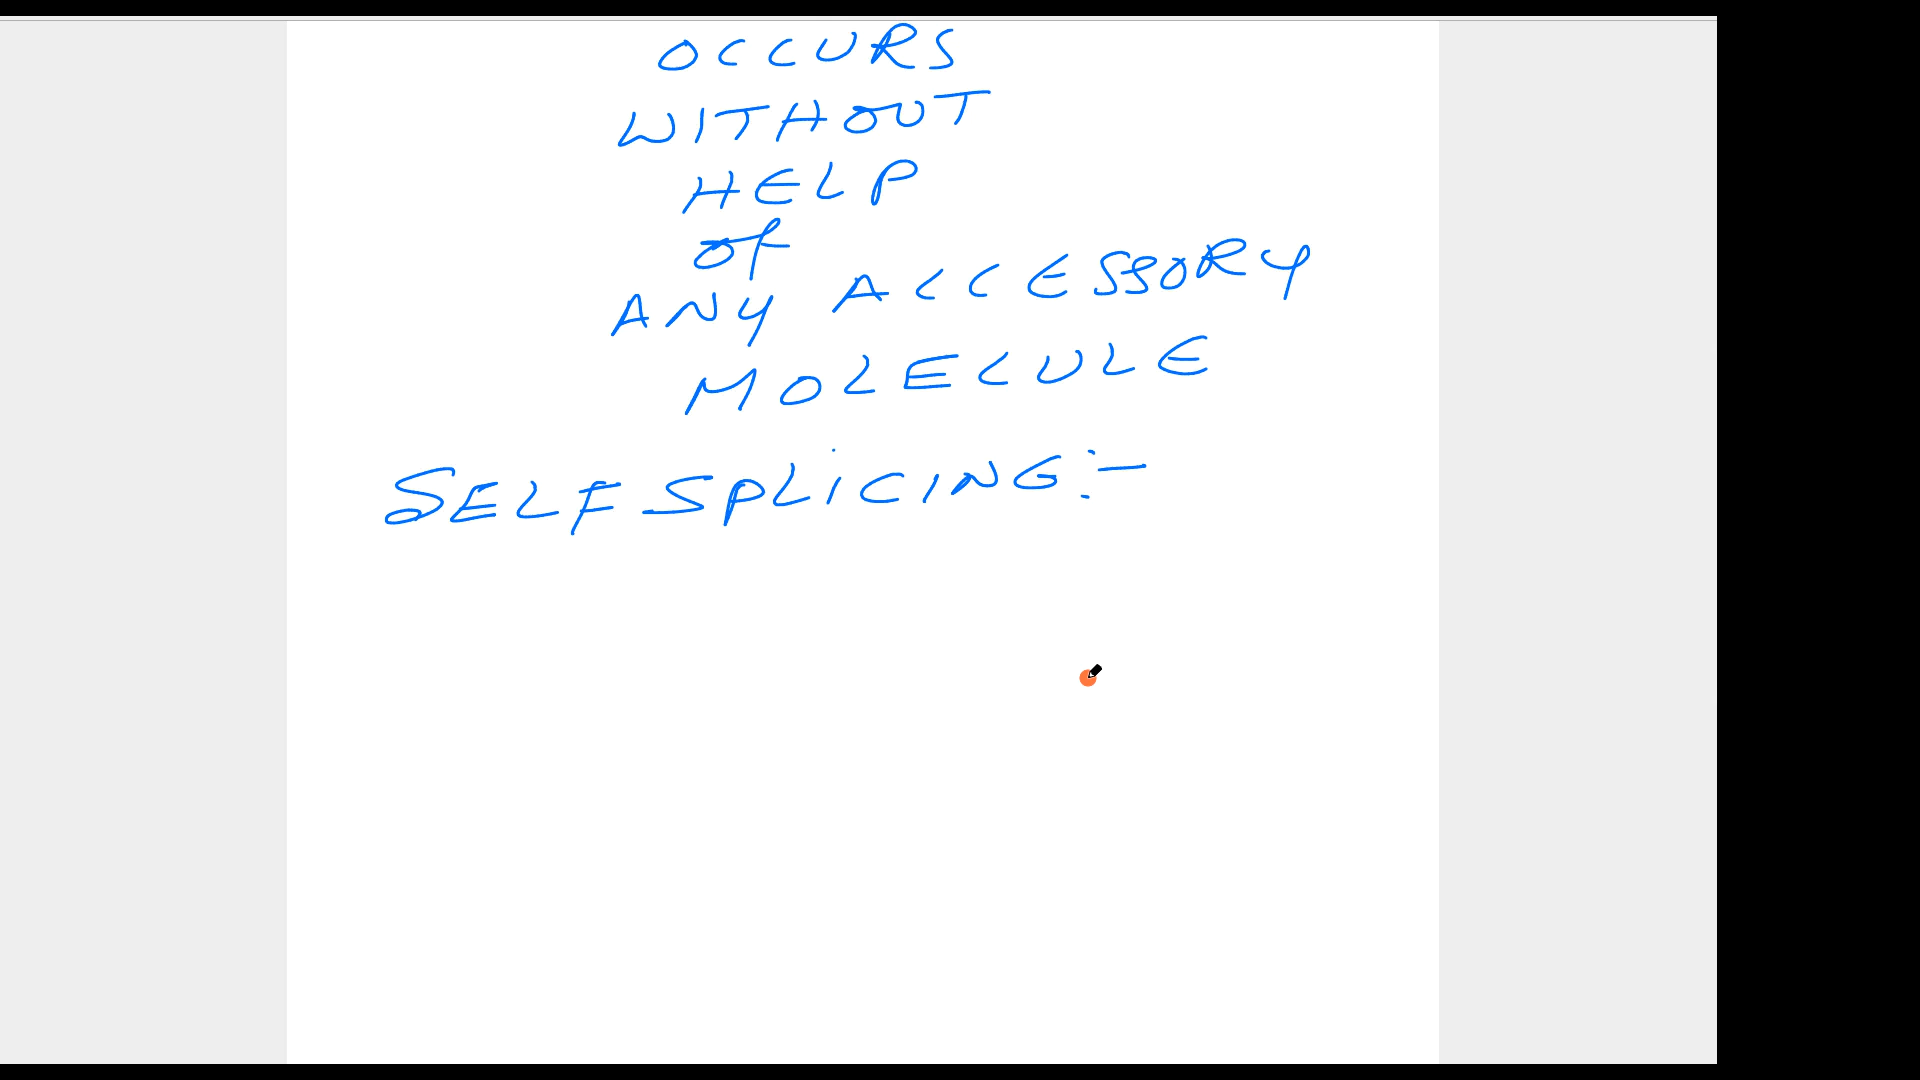 OCCURS
WITHOUT
HELP
of
ANY ACCESSORY
MOLECULE
SELF SPLICING:-